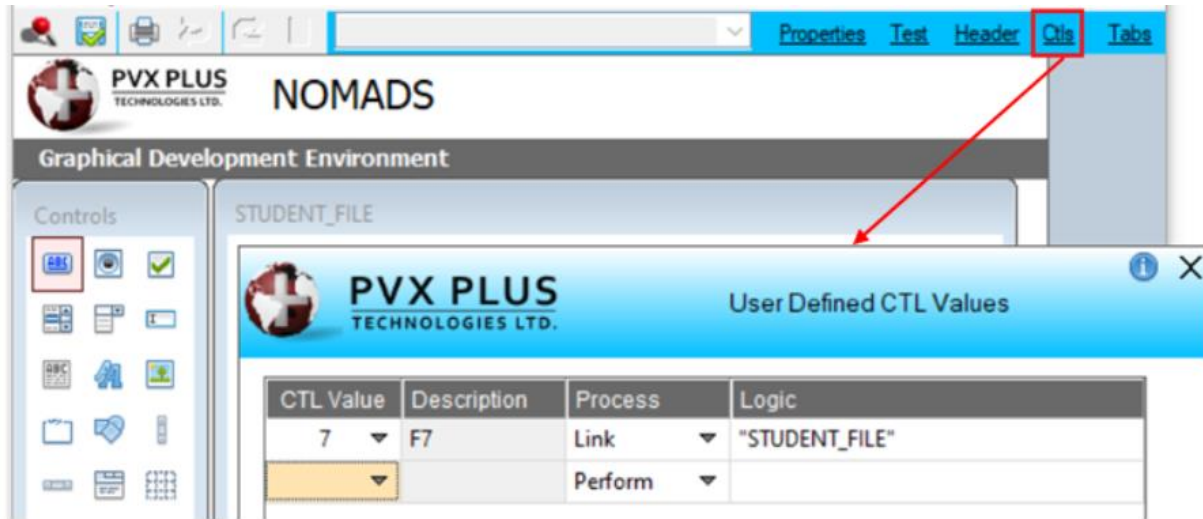 Properties Test Header Ctls Tabs
PVX PLUS
TECHNOLOGIES LTD.
NOMADS
Graphical Development Environment
Controls
STUDENT_FILE
PVX PLUS
TECHNOLOGIES LTD.
User Defined CTL Values
CTL Value Description Process Logic
7 F7 Link "STUDENT_FILE"
Perform